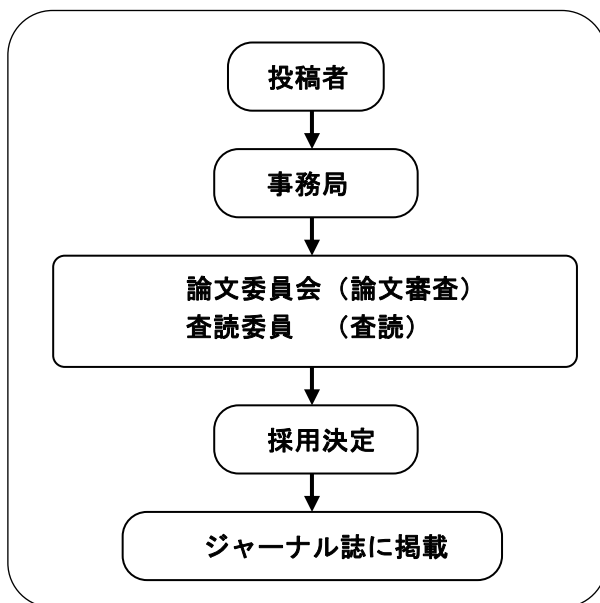 投稿者
事務局
論文委員会（論文審査）
査読委員　（査読）
採用決定
ジャーナル誌に掲載